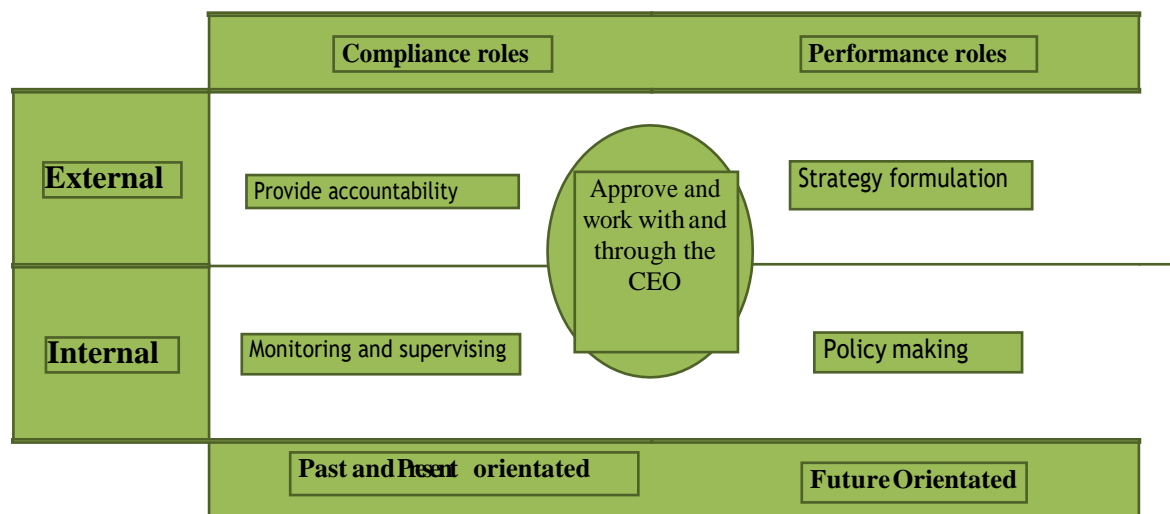 Compliance roles
Performance roles
External
Provide accountability
Approve and
work with and
through the
CEO
Strategy formulation
Internal
Monitoring and supervising
Policy making
Past and Present orientated
Future Orientated